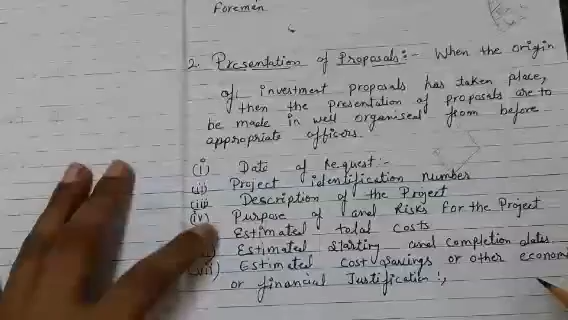 Foremen
2. Presentation of Proposals:- When the origin
of investment proposals has taken place,
then the presentation of proposals are to
be made in well organised from before
appropriate officers.
(i) Date of Request:-
(ii) Project identification number
(iii) Description of the Project
(iv) Purpose of and Risks for the Project
Estimated total costs
Estimated starting and completion dates
(vii) Estimated cost savings or other econom
or financial Justification:,